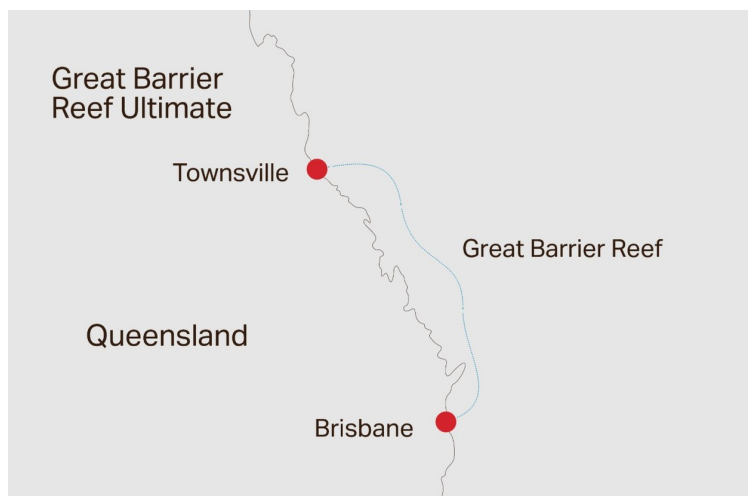 Great Barrier
Reef Ultimate
Townsville
Great Barrier Reef
Queensland
Brisbane